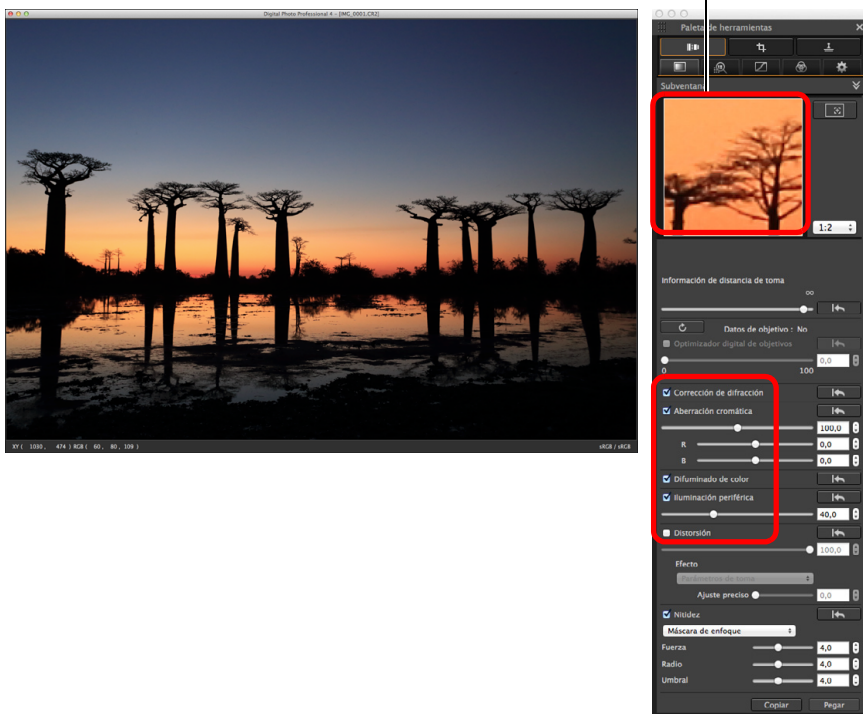 Digital Photo Professional 4 – [IMG_0001.CR2]
XY ( 1030, 474 ) RGB ( 60, 80, 109 )
sRGB / sRGB
Paleta de herramientas
Subventana
1:2
Información de distancia de toma
∞
Datos de objetivo : No
Optimizador digital de objetivos
0,0
0 100
Corrección de difracción
Aberración cromática
100,0
R 0,0
B 0,0
Difuminado de color
Iluminación periférica
40,0
Distorsión
100,0
Efecto
Parámetros de toma
Ajuste preciso 0,0
Nitidez
Máscara de enfoque
Fuerza 4,0
Radio 4,0
Umbral 4,0
Copiar Pegar